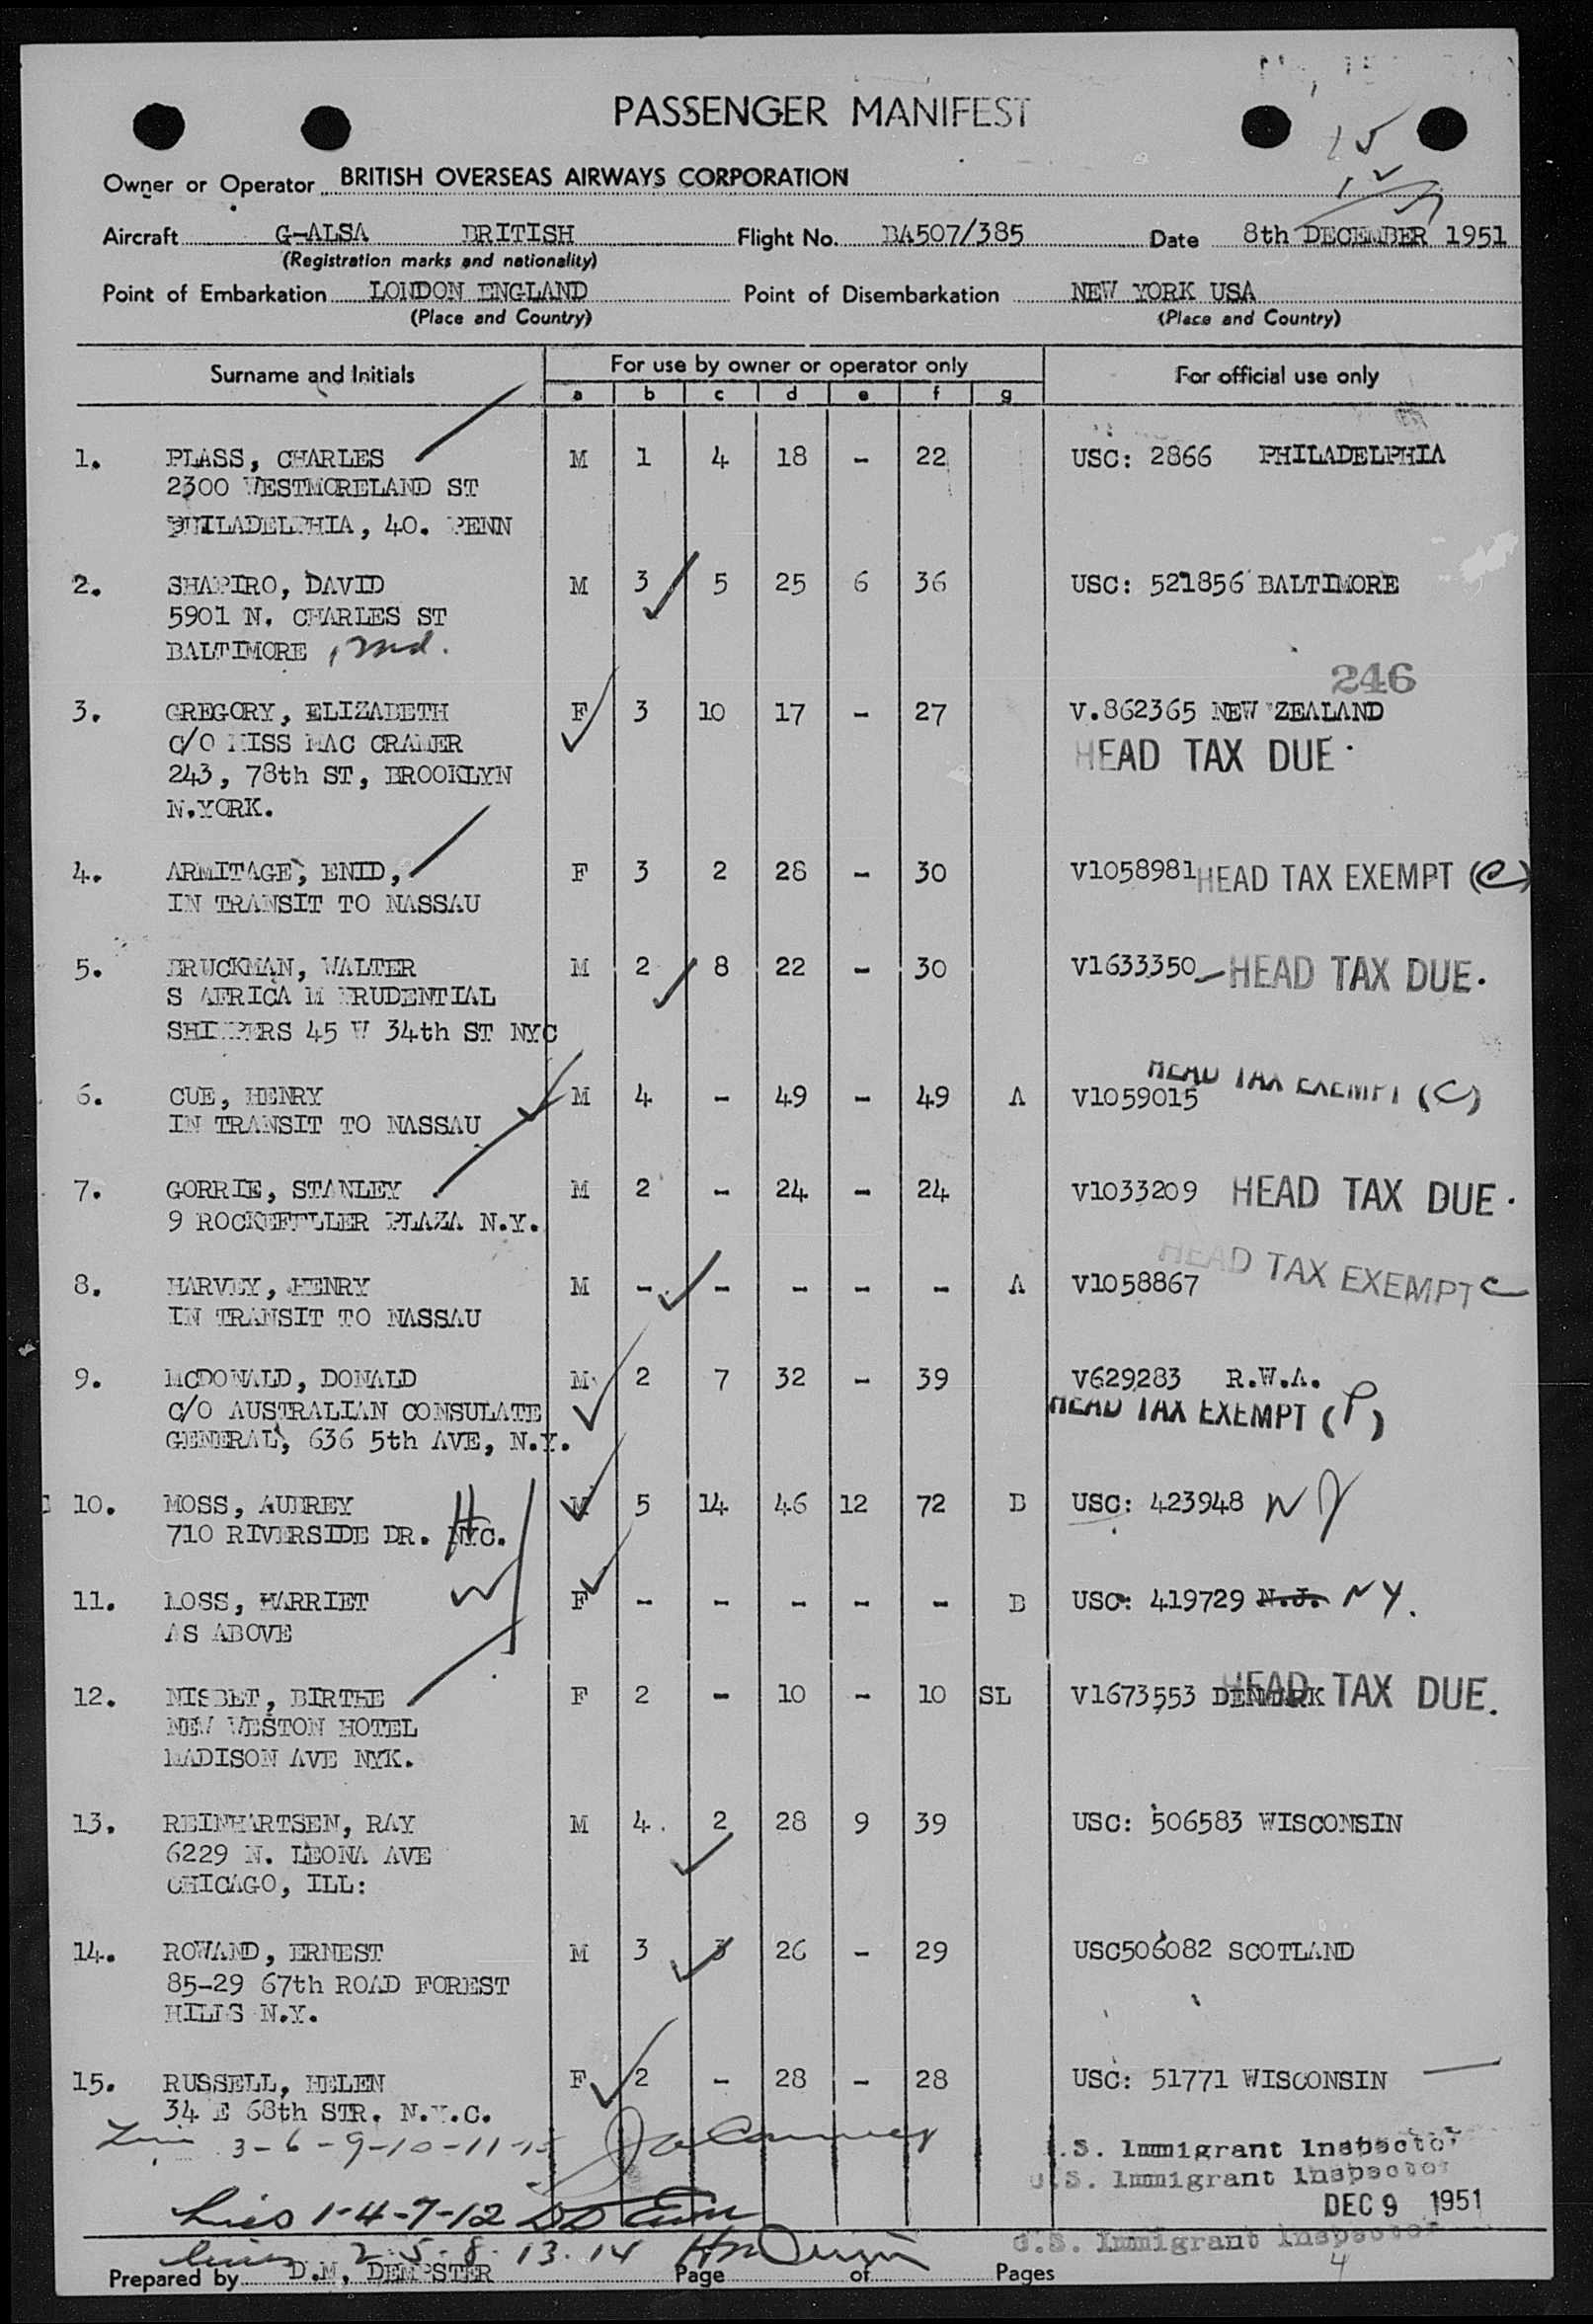 15
PASSENGER MANIFEST
Owner or Operator BRITISH OVERSEAS AIRWAYS CORPORATION
Aircraft G-ALSA BRITISH Flight No. BA507/385 Date 8th DECEMBER 1951
(Registration marks and nationality)
Point of Embarkation LONDON ENGLAND Point of Disembarkation NEW YORK USA
(Place and Country) (Place and Country)
Surname and Initials For use by owner or operator only For official use only
a b c d e f g
1. PLASS, CHARLES M 1 4 18 - 22 USC: 2866 PHILADELPHIA
2300 WESTMORELAND ST
PHILADELPHIA, 40. PENN
2. SHAPIRO, DAVID M 3 5 25 6 36 USC: 521856 BALTIMORE
5901 N. CHARLES ST
BALTIMORE, Md.
246
3. GREGORY, ELIZABETH F 3 10 17 - 27 V.862365 NEW ZEALAND
C/O MISS MAC CRAMER HEAD TAX DUE.
243, 78th ST, BROOKLYN
N.YORK.
4. ARMITAGE, ENID, F 3 2 28 - 30 V1058981 HEAD TAX EXEMPT (C)
IN TRANSIT TO NASSAU
5. BRUCKMAN, WALTER M 2 8 22 - 30 V1633350 - HEAD TAX DUE.
S AFRICA M PRUDENTIAL
SHIPPERS 45 W 34th ST NYC
HEAD TAX EXEMPT (C)
6. CUE, HENRY M 4 - 49 - 49 A V1059015
IN TRANSIT TO NASSAU
7. GORRIE, STANLEY M 2 - 24 - 24 V1033209 HEAD TAX DUE.
9 ROCKEFELLER PLAZA N.Y.
8. HARVEY, HENRY M - - - - - A V1058867 HEAD TAX EXEMPT C
IN TRANSIT TO NASSAU
9. MCDONALD, DONALD M 2 7 32 - 39 V629283 R.W.A.
C/O AUSTRALIAN CONSULATE HEAD TAX EXEMPT (P)
GENERAL, 636 5th AVE, N.Y.
10. MOSS, AUBREY M 5 14 46 12 72 B USC: 423948 NY
710 RIVERSIDE DR. NYC.
11. LOSS, HARRIET F - - - - - B USC: 419729 N.J. NY.
AS ABOVE
12. NISBET, BIRTHE F 2 - 10 - 10 SL V1673553 DENMARK HEAD TAX DUE.
NEW WESTON HOTEL
MADISON AVE NYK.
13. REINHARTSEN, RAY M 4 2 28 9 39 USC: 506583 WISCONSIN
6229 N. LEONA AVE
CHICAGO, ILL:
14. ROWAND, ERNEST M 3 3 26 - 29 USC506082 SCOTLAND
85-29 67th ROAD FOREST
HILLS N.Y.
15. RUSSELL, HELEN F 2 - 28 - 28 USC: 51771 WISCONSIN
34 E 68th STR. N.Y.C.
3-6-9-10-11-15
U.S. Immigrant Inspector
U.S. Immigrant Inspector
Lines 1-4-7-12 DEC 9 1951
Lines 2.5.8.13.14 U.S. Immigrant Inspector
Prepared by D.M. DEMPSTER Page of Pages 4